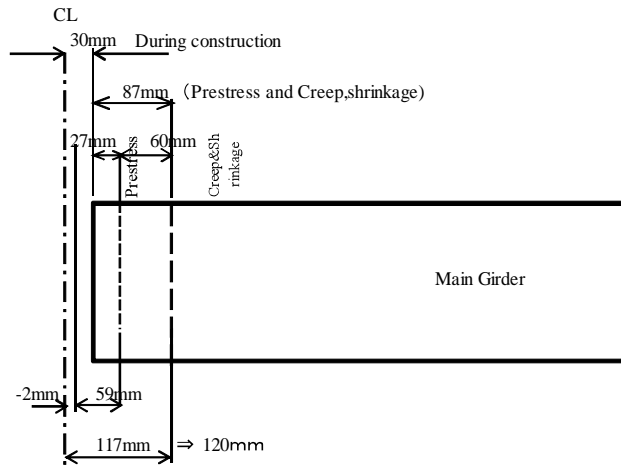 CL
30mm During construction
87mm (Prestress and Creep,shrinkage)
27mm
60mm
Prestress
Creep&Sh
rinkage
Main Girder
-2mm
59mm
117mm ⇒ 120mm